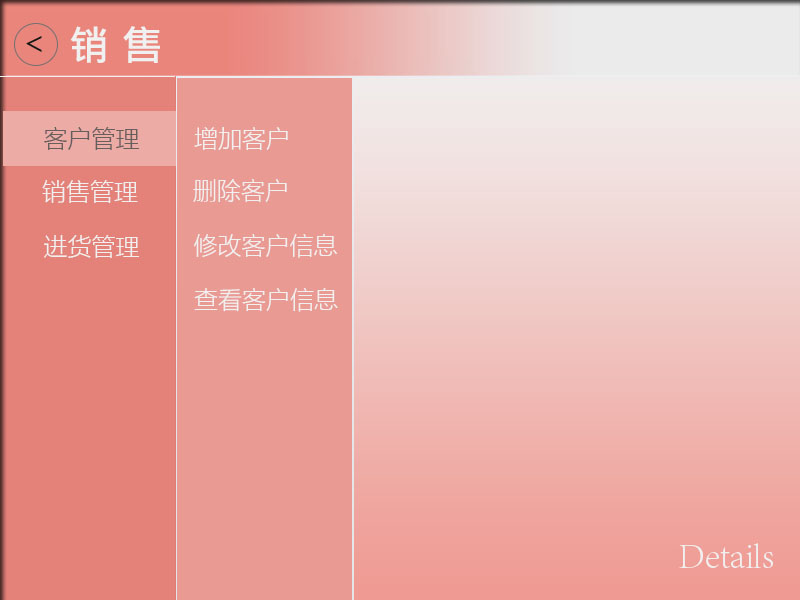 < 销售
客户管理
销售管理
进货管理
增加客户
删除客户
修改客户信息
查看客户信息
Details